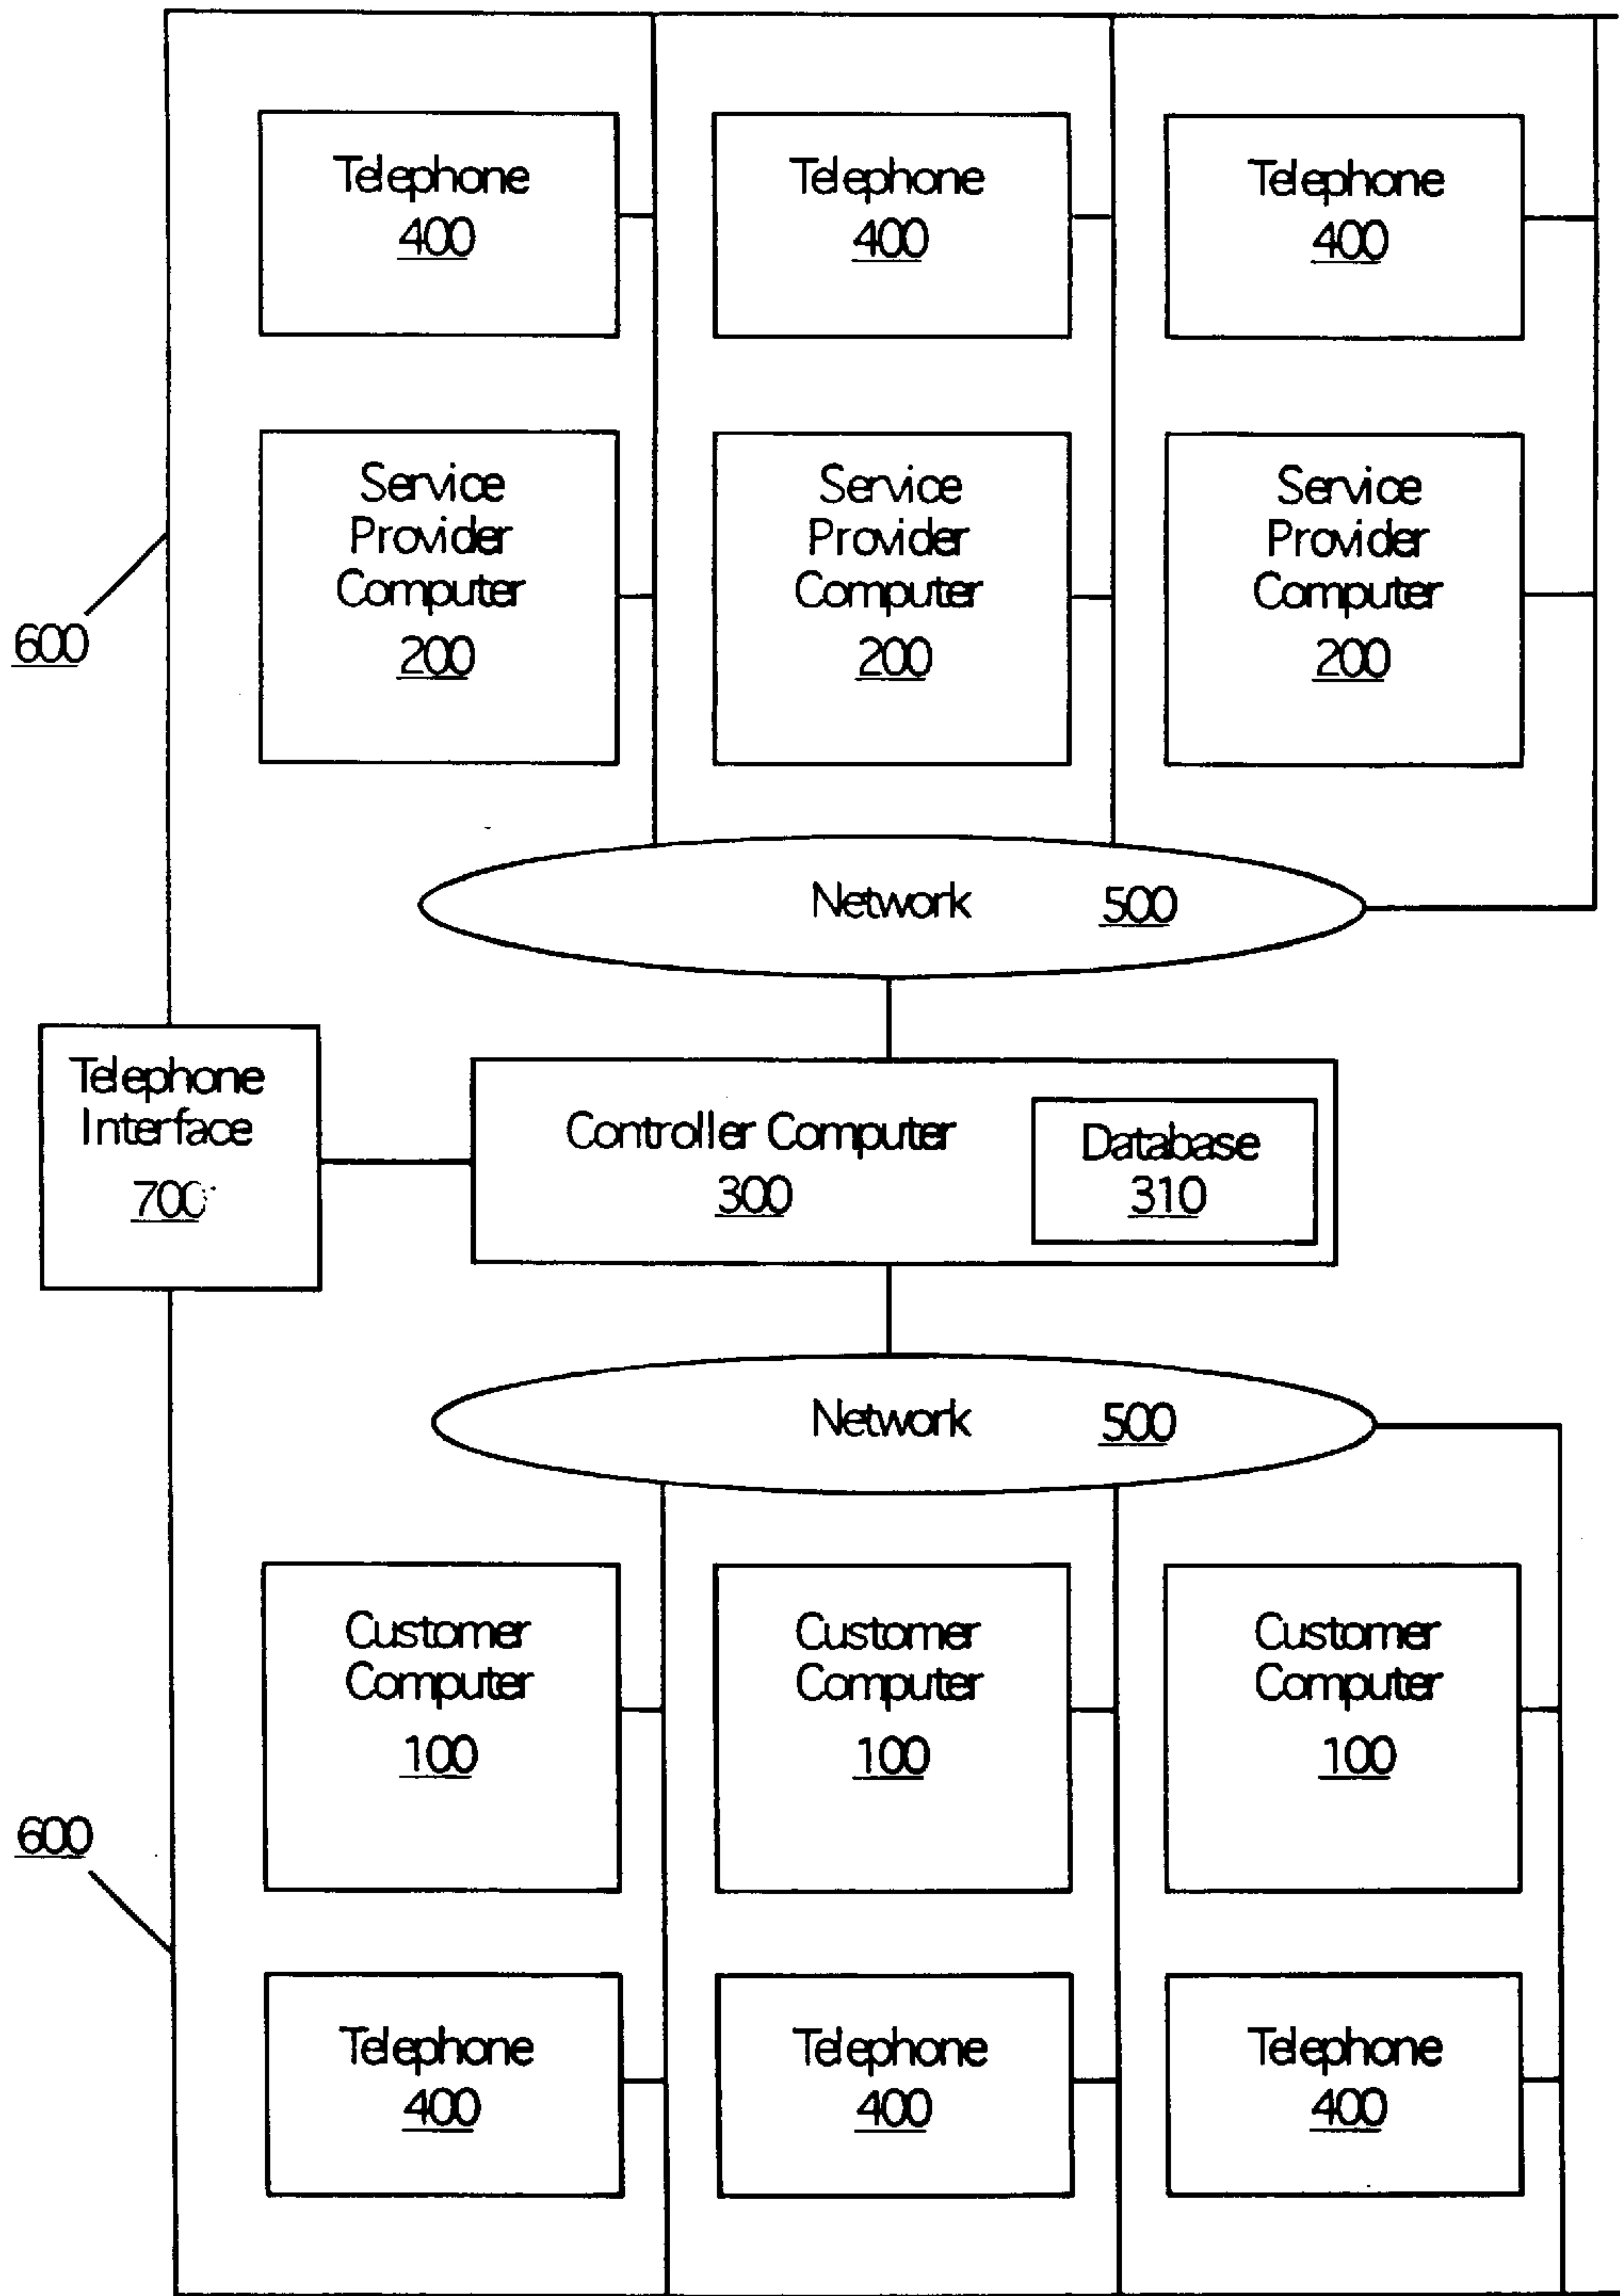 Telephone
400
Telephone
400
Telephone
400
Service
Provider
Computer
200
Service
Provider
Computer
200
Service
Provider
Computer
200
600
Network 500
Telephone
Interface
700
Controller Computer
300
Database
310
Network 500
Customer
Computer
100
Customer
Computer
100
Customer
Computer
100
600
Telephone
400
Telephone
400
Telephone
400